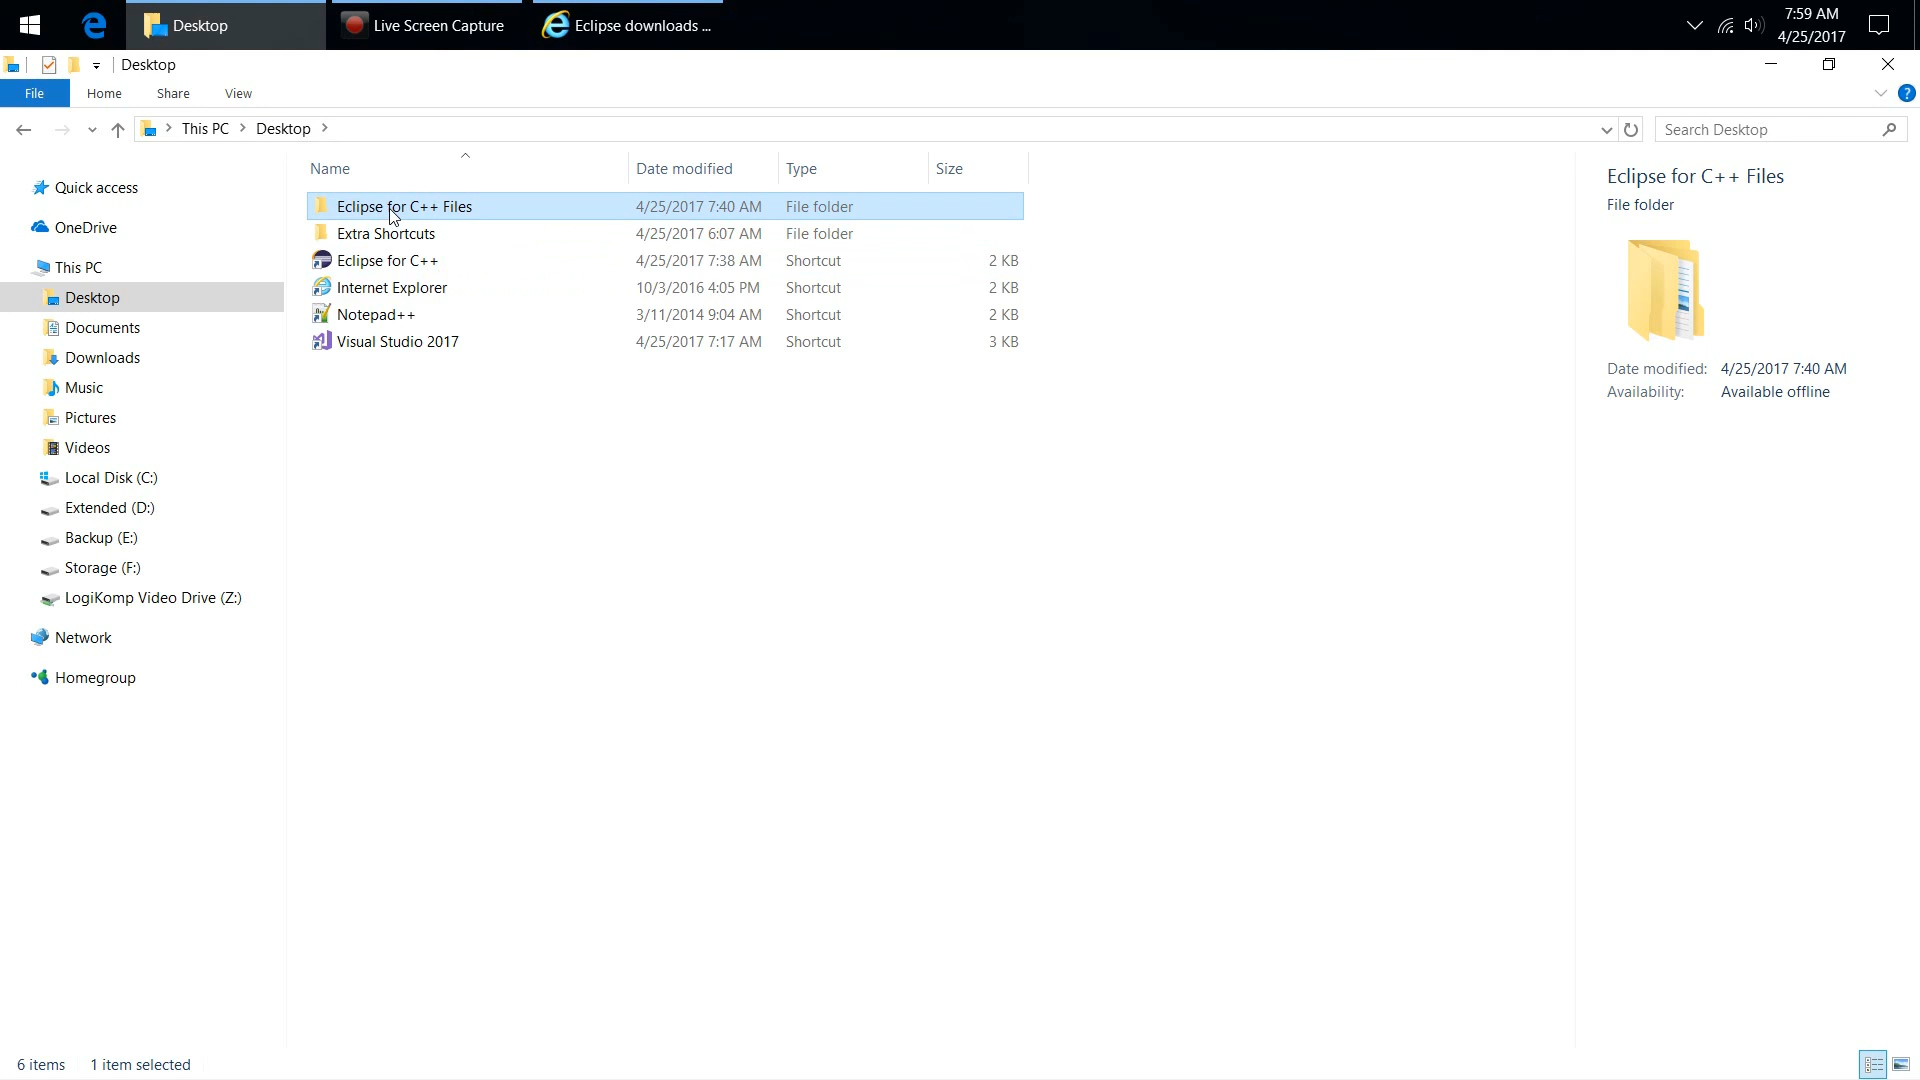 Desktop
Live Screen Capture
Eclipse downloads ...
7:59 AM
4/25/2017
Desktop
File Home Share View
This PC > Desktop >
Search Desktop
Name Date modified Type Size
Quick access
OneDrive
This PC
Desktop
Documents
Downloads
Music
Pictures
Videos
Local Disk (C:)
Extended (D:)
Backup (E:)
Storage (F:)
LogiKomp Video Drive (Z:)
Network
Homegroup
Eclipse for C++ Files 4/25/2017 7:40 AM File folder
Extra Shortcuts 4/25/2017 6:07 AM File folder
Eclipse for C++ 4/25/2017 7:38 AM Shortcut 2 KB
Internet Explorer 10/3/2016 4:05 PM Shortcut 2 KB
Notepad++ 3/11/2014 9:04 AM Shortcut 2 KB
Visual Studio 2017 4/25/2017 7:17 AM Shortcut 3 KB
Eclipse for C++ Files
File folder
Date modified: 4/25/2017 7:40 AM
Availability: Available offline
6 items 1 item selected